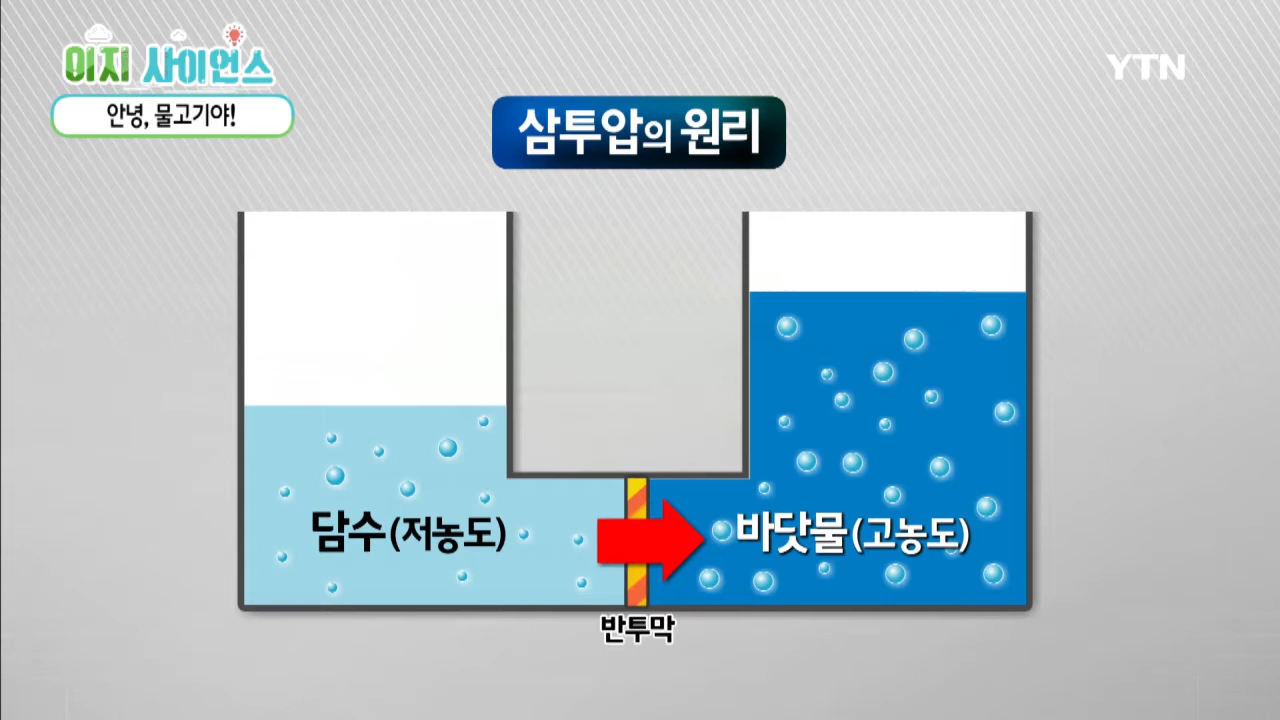 이지 사이언스
안녕, 물고기야!
YTN
삼투압의 원리
담수(저농도)
바닷물(고농도)
반투막